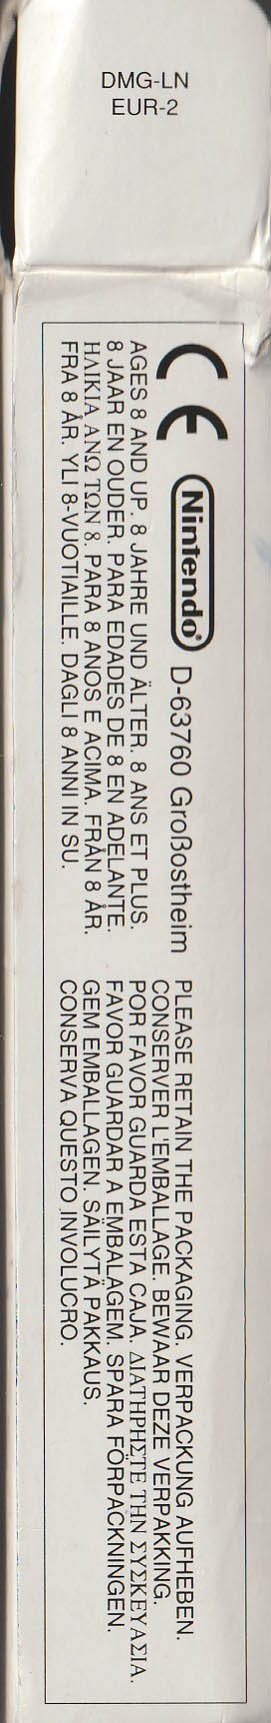 DMG-LN
EUR-2
CE Nintendo® D-63760 Großostheim
AGES 8 AND UP. 8 JAHRE UND ÄLTER. 8 ANS ET PLUS.
8 JAAR EN OUDER. PARA EDADES DE 8 EN ADELANTE.
ΗΛΙΚΙΑ ΑΝΩ ΤΩΝ 8. PARA 8 ANOS E ACIMA. FRÅN 8 ÅR.
FRA 8 ÅR. YLI 8-VUOTIAILLE. DAGLI 8 ANNI IN SU.
PLEASE RETAIN THE PACKAGING. VERPACKUNG AUFHEBEN.
CONSERVER L'EMBALLAGE. BEWAAR DEZE VERPAKKING.
POR FAVOR GUARDA ESTA CAJA. ΔΙΑΤΗΡΗΣΤΕ ΤΗΝ ΣΥΣΚΕΥΑΣΙΑ.
FAVOR GUARDAR A EMBALAGEM. SPARA FÖRPACKNINGEN.
GEM EMBALLAGEN. SÄILYTÄ PAKKAUS.
CONSERVA QUESTO INVOLUCRO.